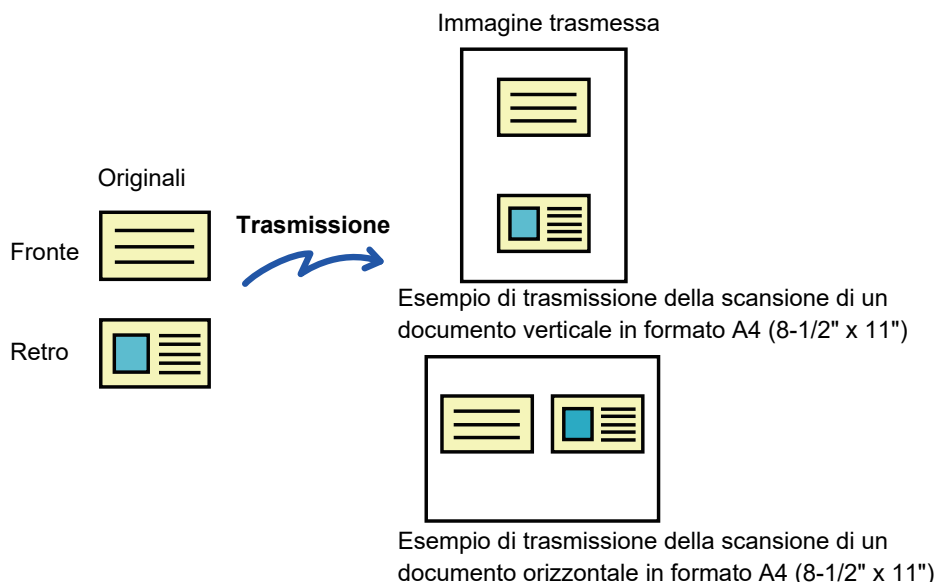 Immagine trasmessa
Originali
Fronte
Trasmissione
Retro
Esempio di trasmissione della scansione di un
documento verticale in formato A4 (8-1/2" x 11")
Esempio di trasmissione della scansione di un
documento orizzontale in formato A4 (8-1/2" x 11")